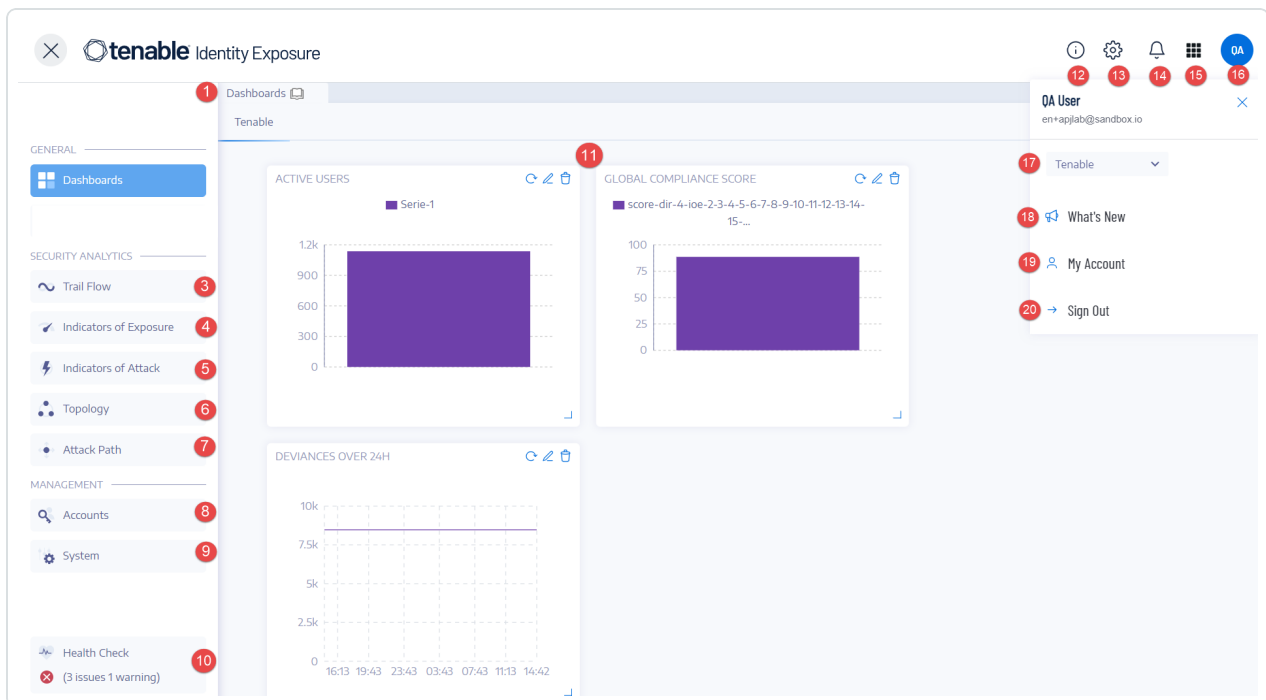 tenable Identity Exposure
QA
12 13 14 15 16
1 Dashboards
Tenable
QA User
en+apjlab@sandbox.io
17 Tenable
18 What's New
19 My Account
20 Sign Out
GENERAL
Dashboards
SECURITY ANALYTICS
Trail Flow 3
Indicators of Exposure 4
Indicators of Attack 5
Topology 6
Attack Path 7
MANAGEMENT
Accounts 8
System 9
Health Check
(3 issues 1 warning)
10
11
ACTIVE USERS
Serie-1
1.2k
900
600
300
0
GLOBAL COMPLIANCE SCORE
score-dir-4-ioe-2-3-4-5-6-7-8-9-10-11-12-13-14-
15-...
100
75
50
25
0
DEVIANCES OVER 24H
10k
7.5k
5k
2.5k
0
16:13 19:43 23:43 03:43 07:43 11:13 14:42